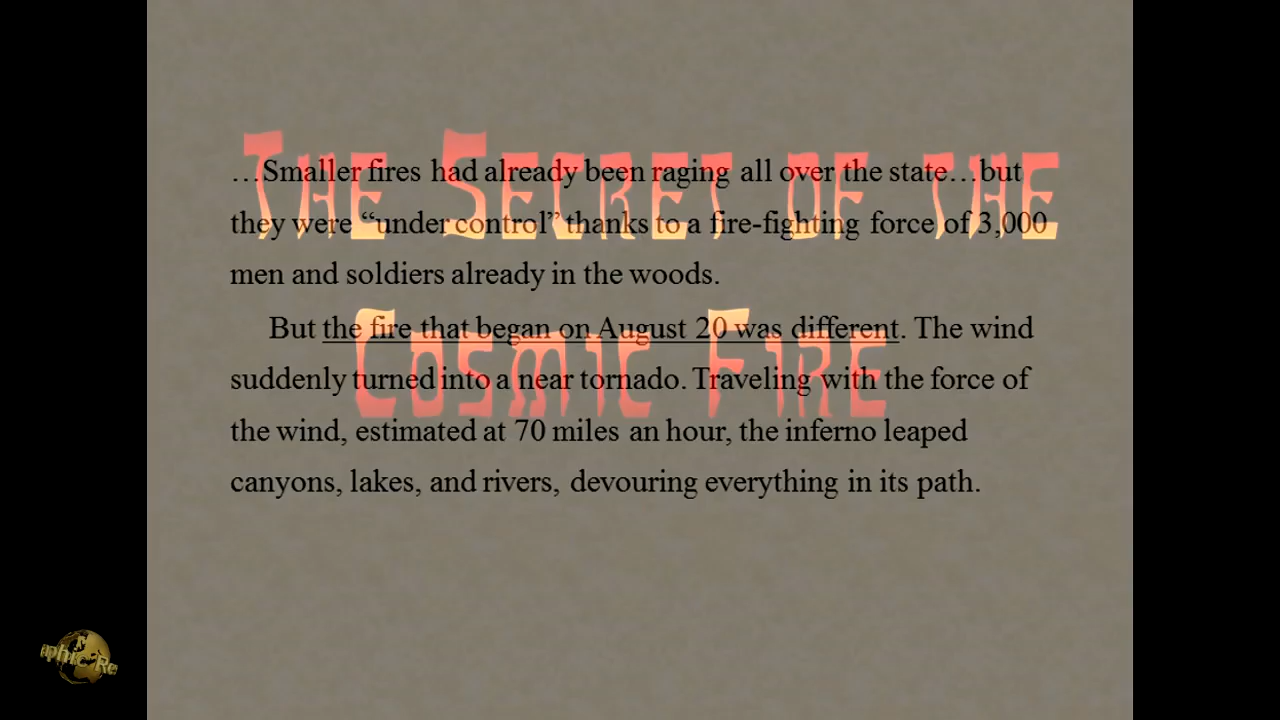 The Secret of the
Cosmic Fire
…Smaller fires had already been raging all over the state…but
they were “under control” thanks to a fire-fighting force of 3,000
men and soldiers already in the woods.
But the fire that began on August 20 was different. The wind
suddenly turned into a near tornado. Traveling with the force of
the wind, estimated at 70 miles an hour, the inferno leaped
canyons, lakes, and rivers, devouring everything in its path.